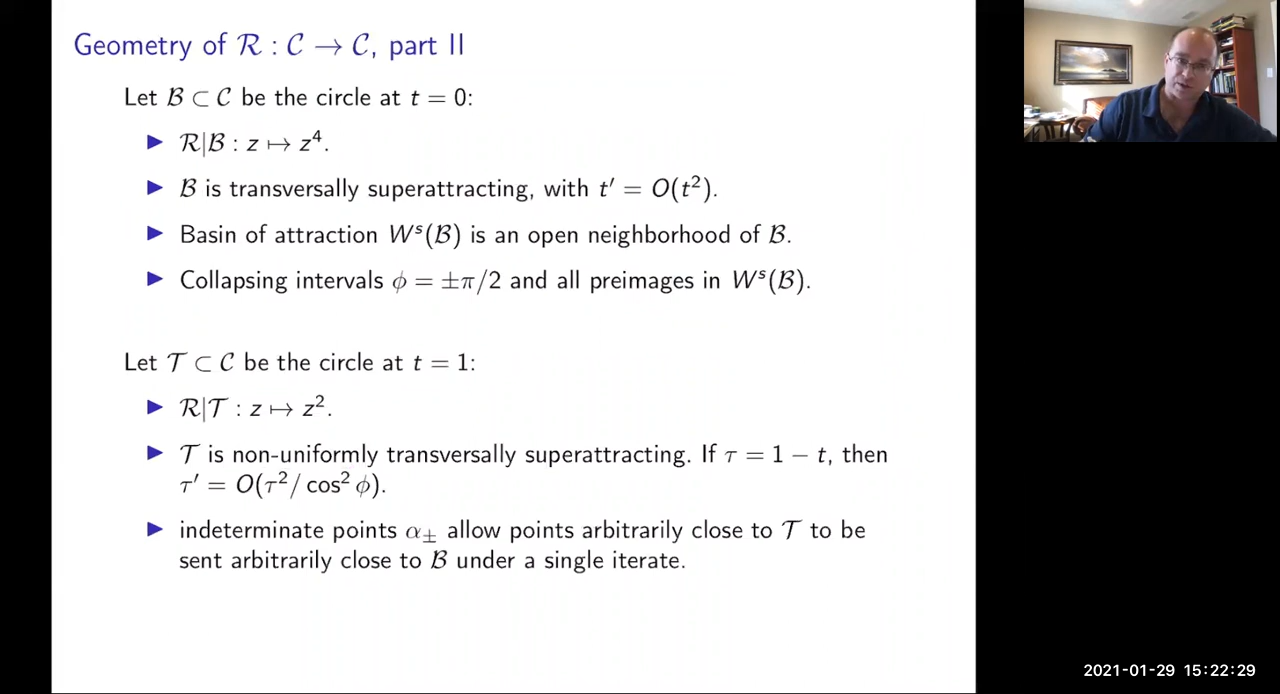 Geometry of ℛ : 𝒞 → 𝒞, part II
Let ℬ ⊂ 𝒞 be the circle at t = 0:
▶ ℛ|ℬ : z ↦ z⁴.
▶ ℬ is transversally superattracting, with t′ = O(t²).
▶ Basin of attraction Wˢ(ℬ) is an open neighborhood of ℬ.
▶ Collapsing intervals ϕ = ±π/2 and all preimages in Wˢ(ℬ).
Let 𝒯 ⊂ 𝒞 be the circle at t = 1:
▶ ℛ|𝒯 : z ↦ z².
▶ 𝒯 is non-uniformly transversally superattracting. If τ = 1 − t, then
τ′ = O(τ²/ cos² ϕ).
▶ indeterminate points α± allow points arbitrarily close to 𝒯 to be
sent arbitrarily close to ℬ under a single iterate.
2021-01-29 15:22:29